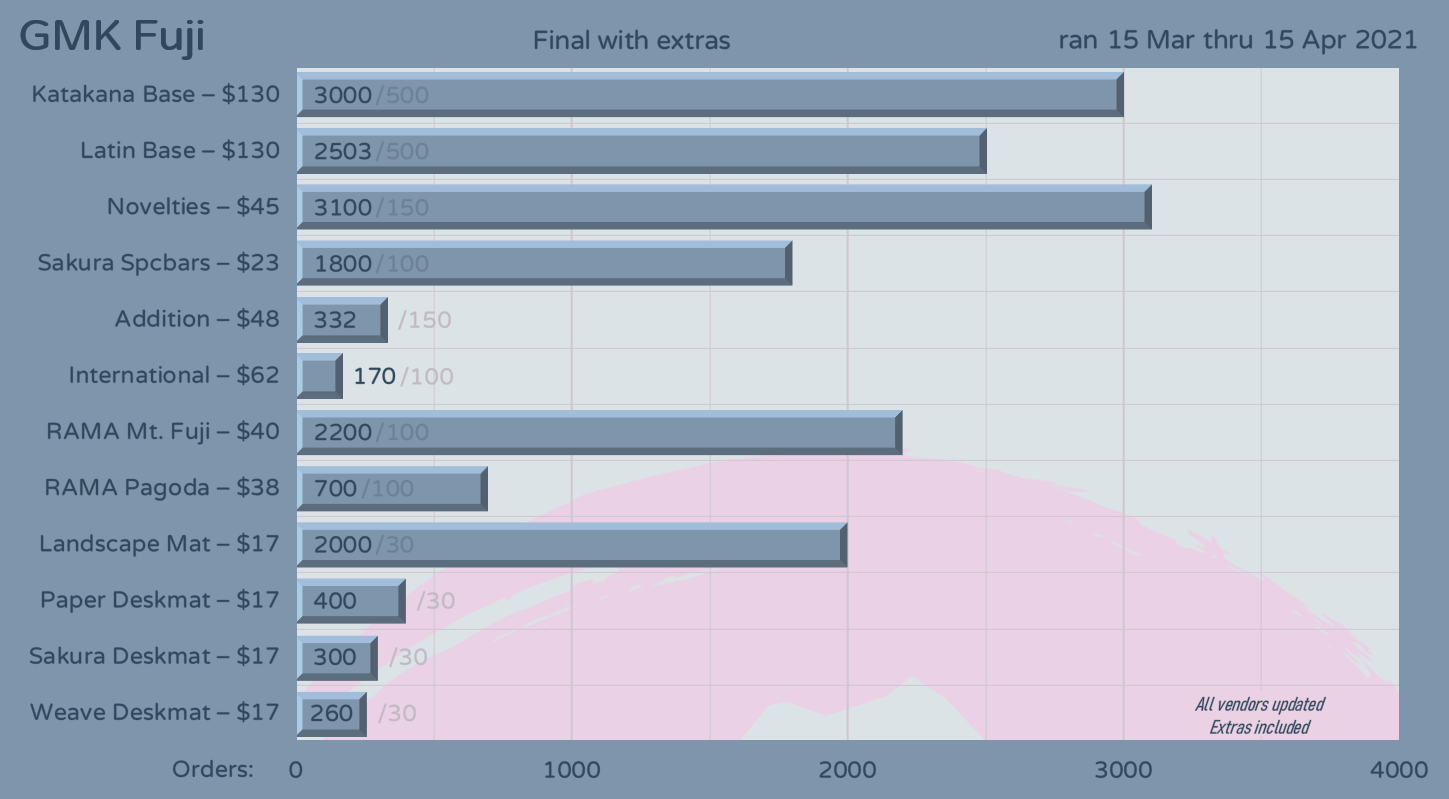 GMK Fuji
Final with extras
ran 15 Mar thru 15 Apr 2021
Katakana Base – $130 3000/500
Latin Base – $130 2503/500
Novelties – $45 3100/150
Sakura Spcbars – $23 1800/100
Addition – $48 332 /150
International – $62 170/100
RAMA Mt. Fuji – $40 2200/100
RAMA Pagoda – $38 700/100
Landscape Mat – $17 2000/30
Paper Deskmat – $17 400 /30
Sakura Deskmat – $17 300 /30
Weave Deskmat – $17 260 /30
All vendors updated
Extras included
Orders: 0 1000 2000 3000 4000